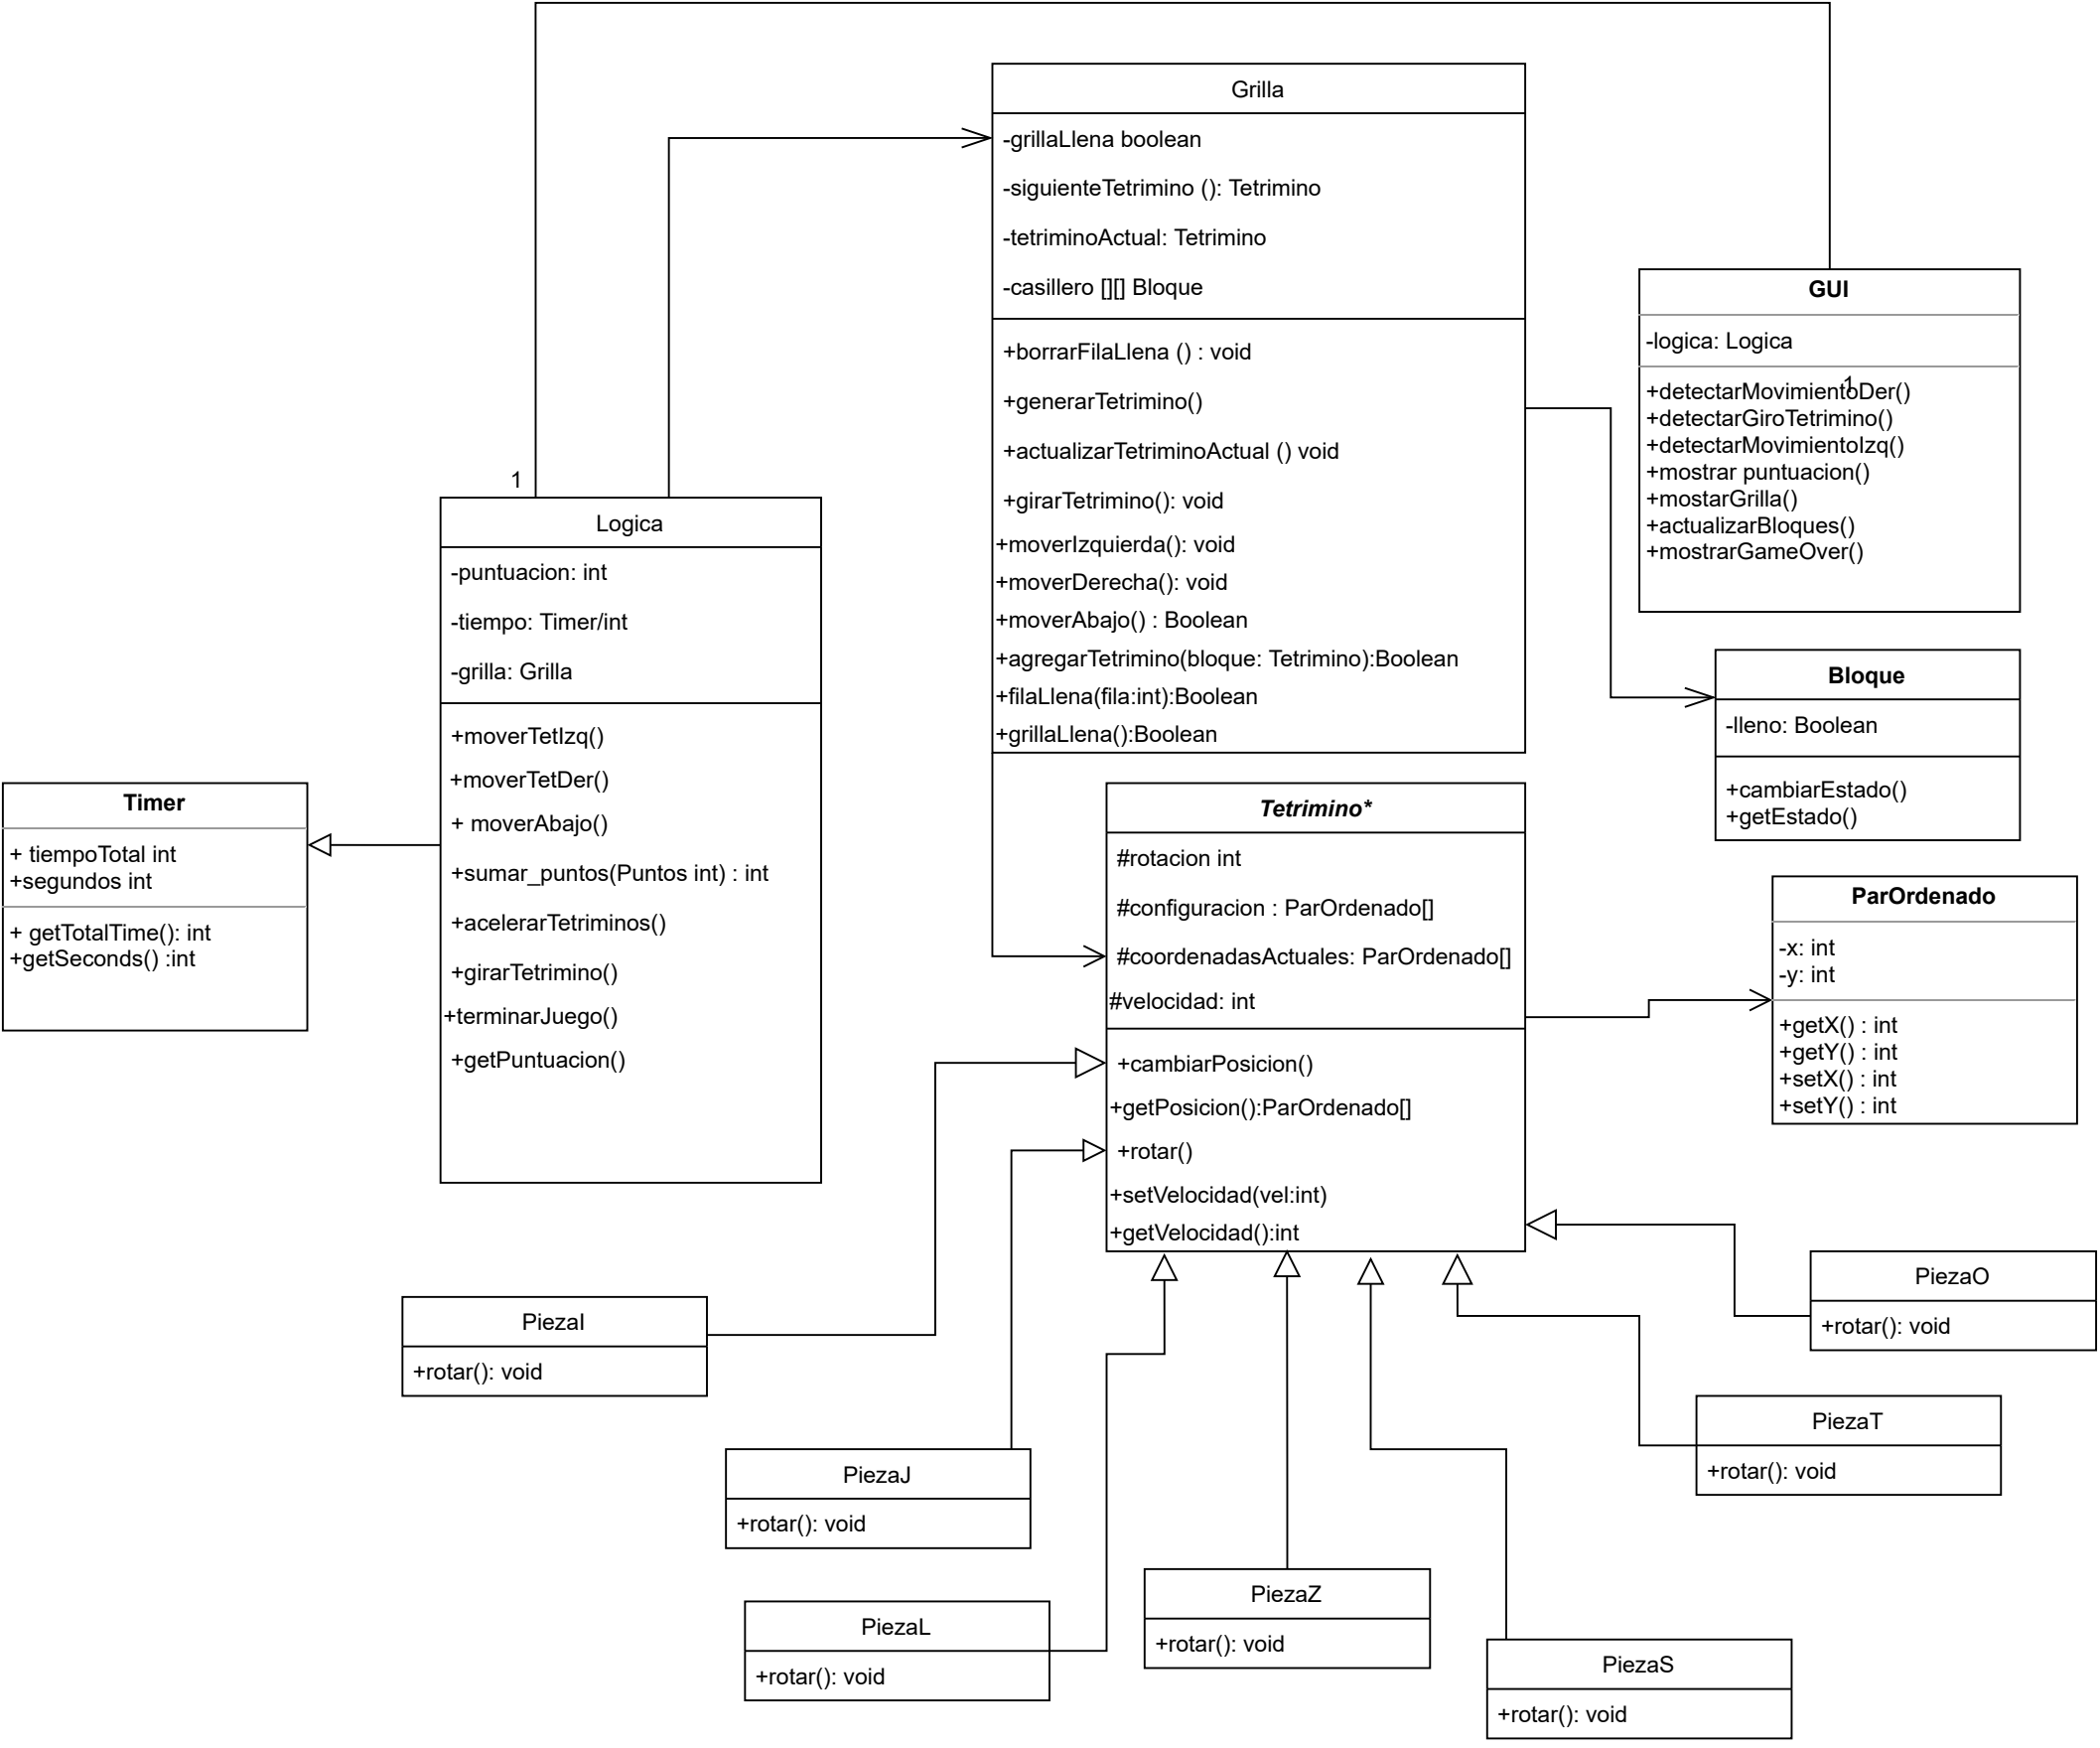 Grilla
-grillaLlena boolean
-siguienteTetrimino (): Tetrimino
-tetriminoActual: Tetrimino
-casillero [][] Bloque
+borrarFilaLlena () : void
+generarTetrimino()
+actualizarTetriminoActual () void
+girarTetrimino(): void
+moverIzquierda(): void
+moverDerecha(): void
+moverAbajo() : Boolean
+agregarTetrimino(bloque: Tetrimino):Boolean
+filaLlena(fila:int):Boolean
+grillaLlena():Boolean
GUI
-logica: Logica
1
+detectarMovimientoDer()
+detectarGiroTetrimino()
+detectarMovimientoIzq()
+mostrar puntuacion()
+mostarGrilla()
+actualizarBloques()
+mostrarGameOver()
1
Logica
-puntuacion: int
-tiempo: Timer/int
-grilla: Grilla
+moverTetIzq()
+moverTetDer()
+ moverAbajo()
+sumar_puntos(Puntos int) : int
+acelerarTetriminos()
+girarTetrimino()
+terminarJuego()
+getPuntuacion()
Bloque
-lleno: Boolean
+cambiarEstado()
+getEstado()
Timer
+ tiempoTotal int
+segundos int
+ getTotalTime(): int
+getSeconds() :int
Tetrimino*
#rotacion int
#configuracion : ParOrdenado[]
#coordenadasActuales: ParOrdenado[]
#velocidad: int
+cambiarPosicion()
+getPosicion():ParOrdenado[]
+rotar()
+setVelocidad(vel:int)
+getVelocidad():int
ParOrdenado
-x: int
-y: int
+getX() : int
+getY() : int
+setX() : int
+setY() : int
PiezaO
+rotar(): void
PiezaI
+rotar(): void
PiezaT
+rotar(): void
PiezaJ
+rotar(): void
PiezaZ
+rotar(): void
PiezaL
+rotar(): void
PiezaS
+rotar(): void